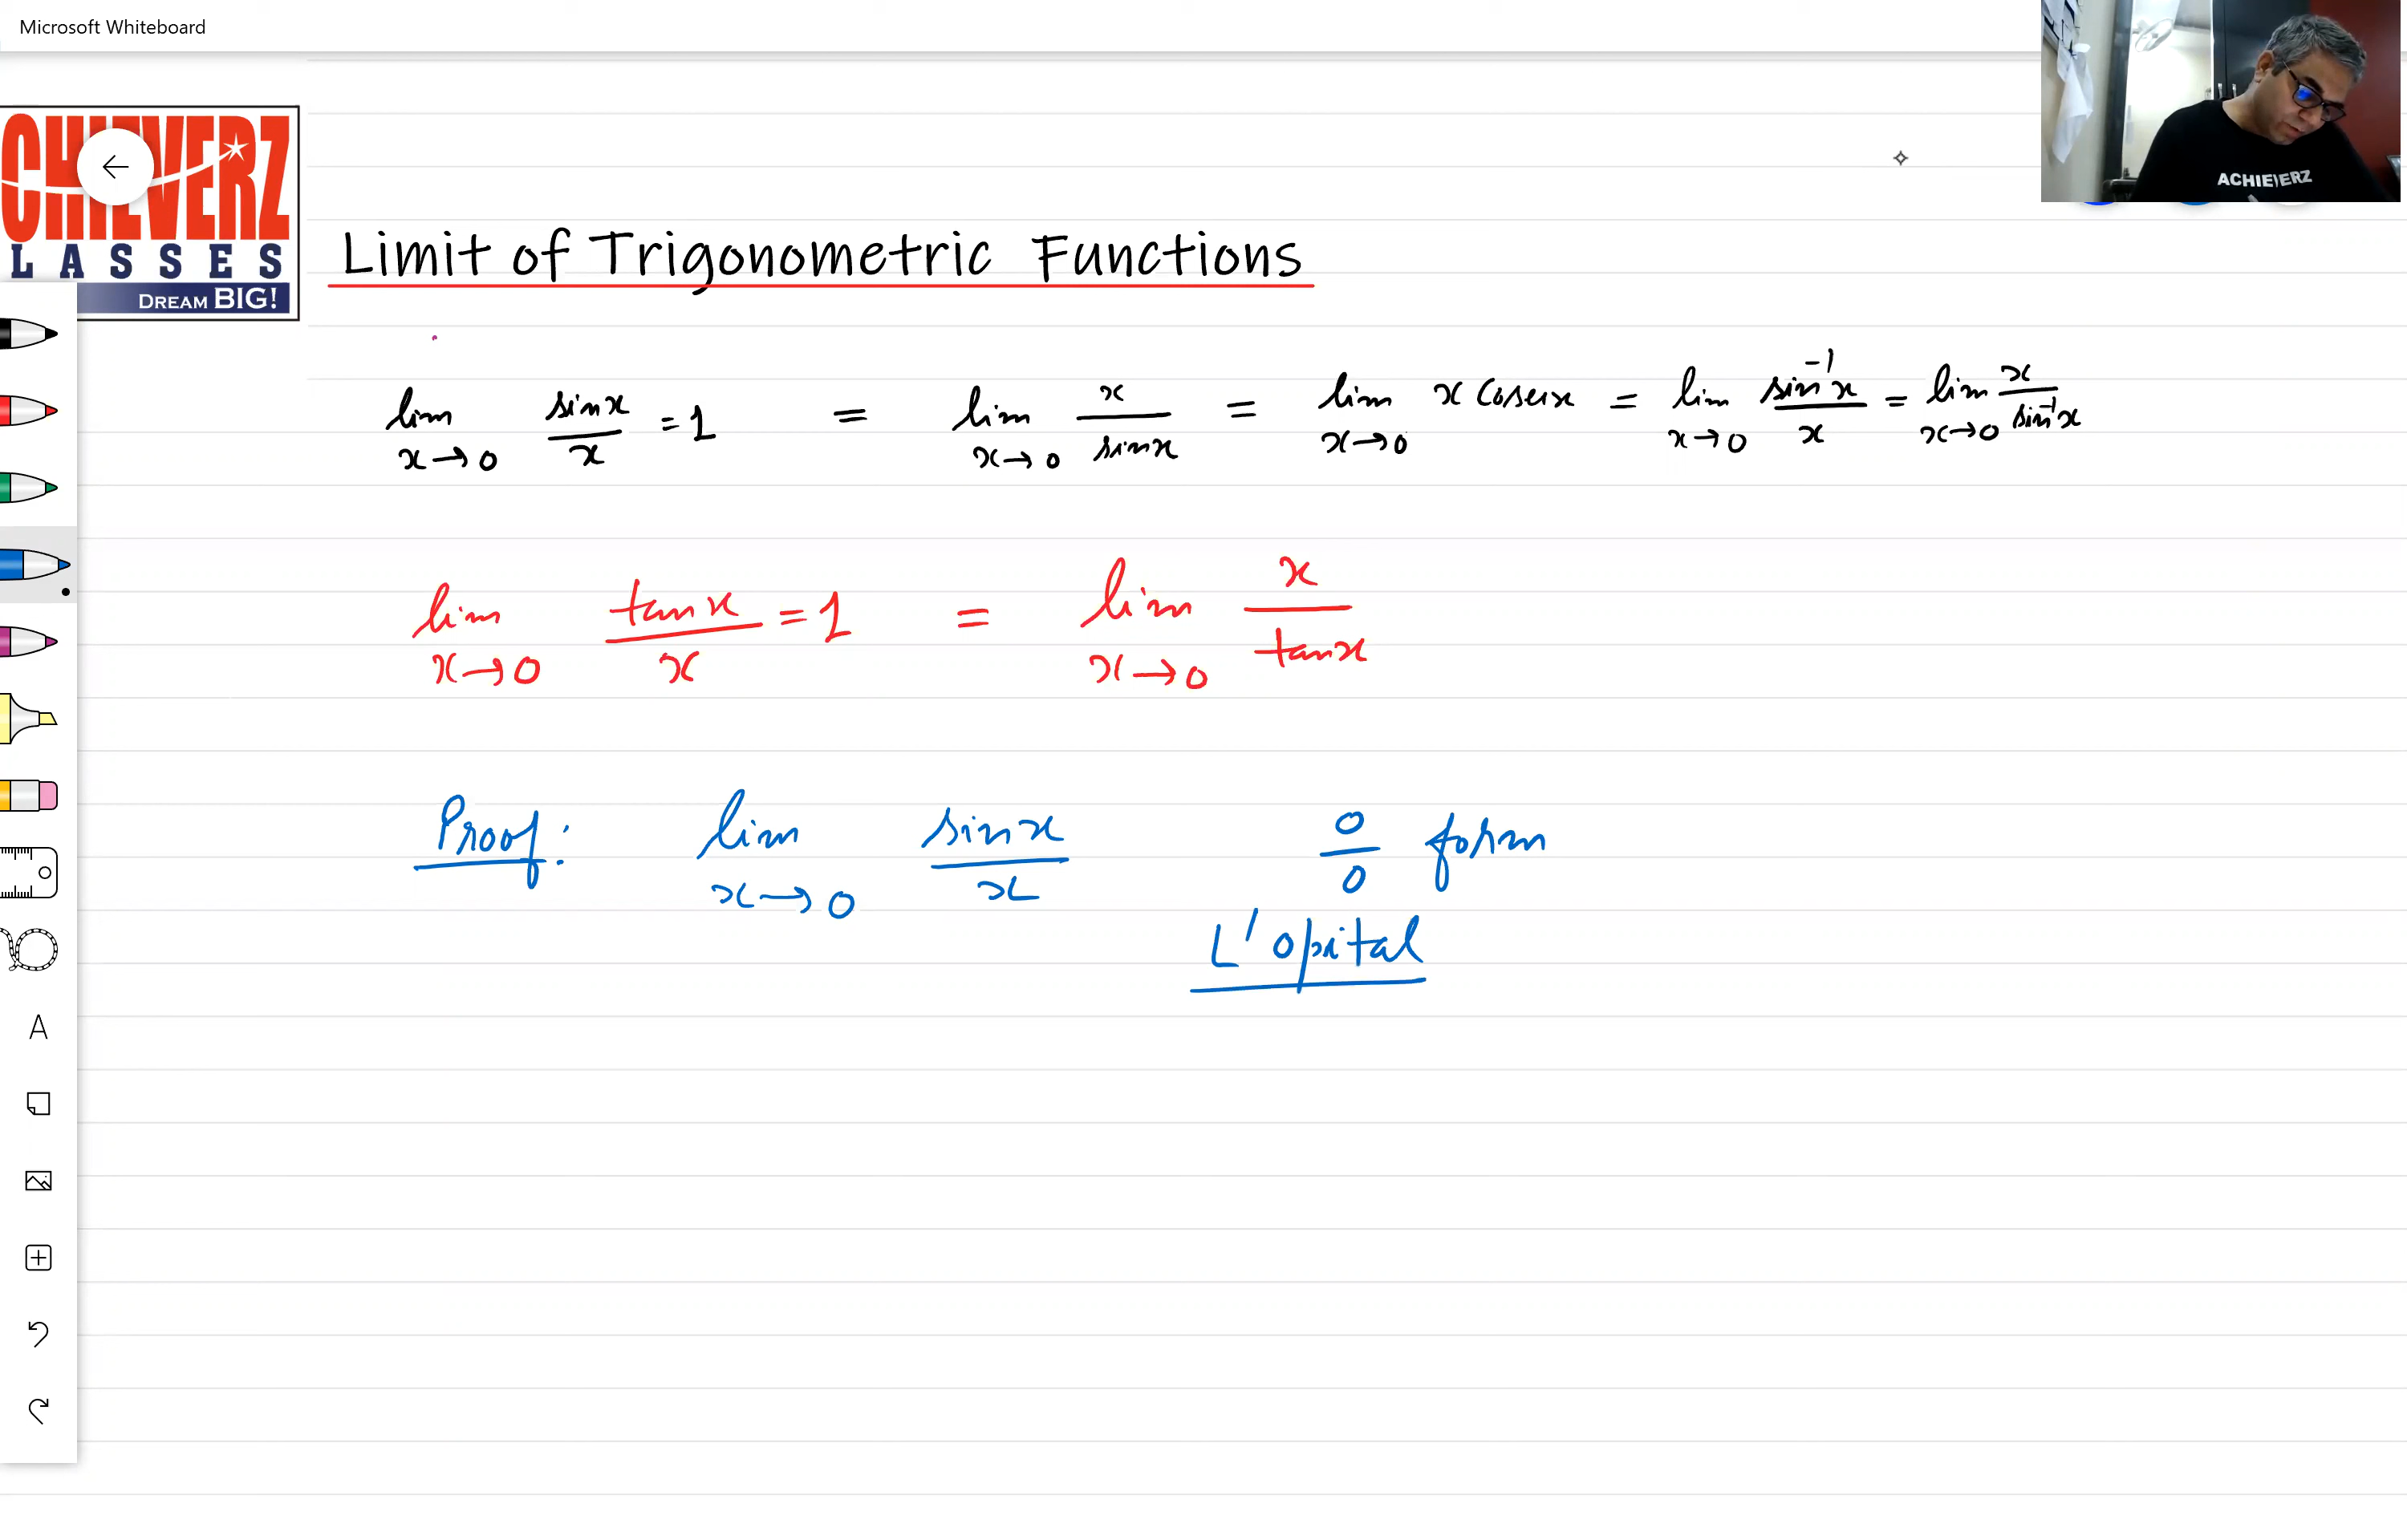 Microsoft Whiteboard
CHIEVERZ
LASSES
DREAM BIG!
ACHIEVERZ
Limit of Trigonometric Functions
lim x→0 sinx/x = 1 = lim x→0 x/sinx = lim x→0 x cosecx = lim x→0 sin⁻¹x/x = lim x→0 x/sin⁻¹x
lim x→0 tanx/x = 1 = lim x→0 x/tanx
Proof: lim x→0 sinx/x 0/0 form
L'opital
A